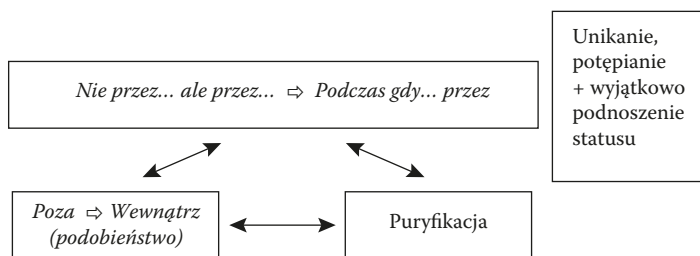 Nie przez... ale przez... ⇨ Podczas gdy... przez
Unikanie,
potępianie
+ wyjątkowo
podnoszenie
statusu
Poza ⇨ Wewnątrz
(podobieństwo)
Puryfikacja